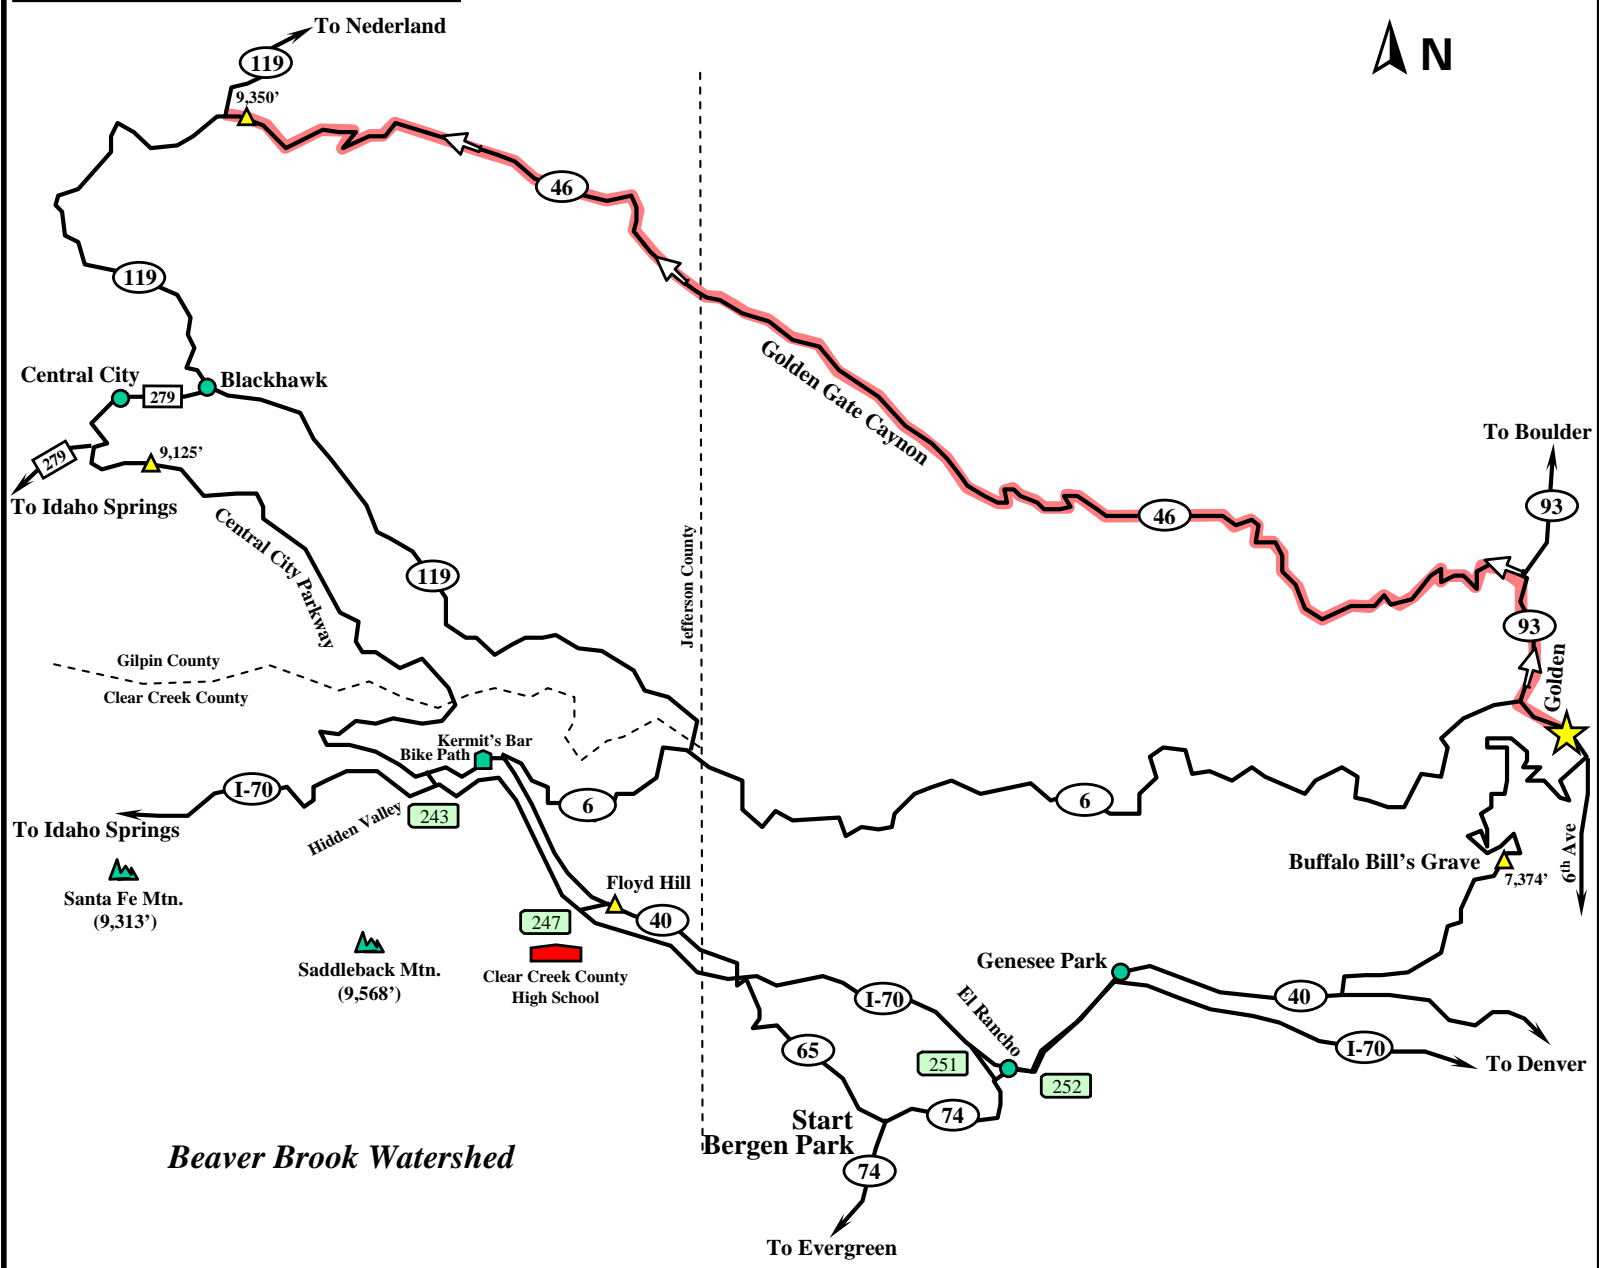 To Nederland
119
N
9,350’
46
119
Golden Gate Caynon
Central City
Blackhawk
279
To Boulder
9,125’
279
To Idaho Springs
93
46
Central City Parkway
119
Jefferson County
93
Golden
Gilpin County
Clear Creek County
Kermit’s Bar
Bike Path
I-70
6
6
243
To Idaho Springs
Hidden Valley
6th Ave
Buffalo Bill’s Grave
7,374’
Santa Fe Mtn.
(9,313’)
Floyd Hill
247
40
Saddleback Mtn.
(9,568’)
Clear Creek County
High School
Genesee Park
El Rancho
I-70
40
65
251
252
I-70
To Denver
74
Start
Bergen Park
Beaver Brook Watershed
74
To Evergreen